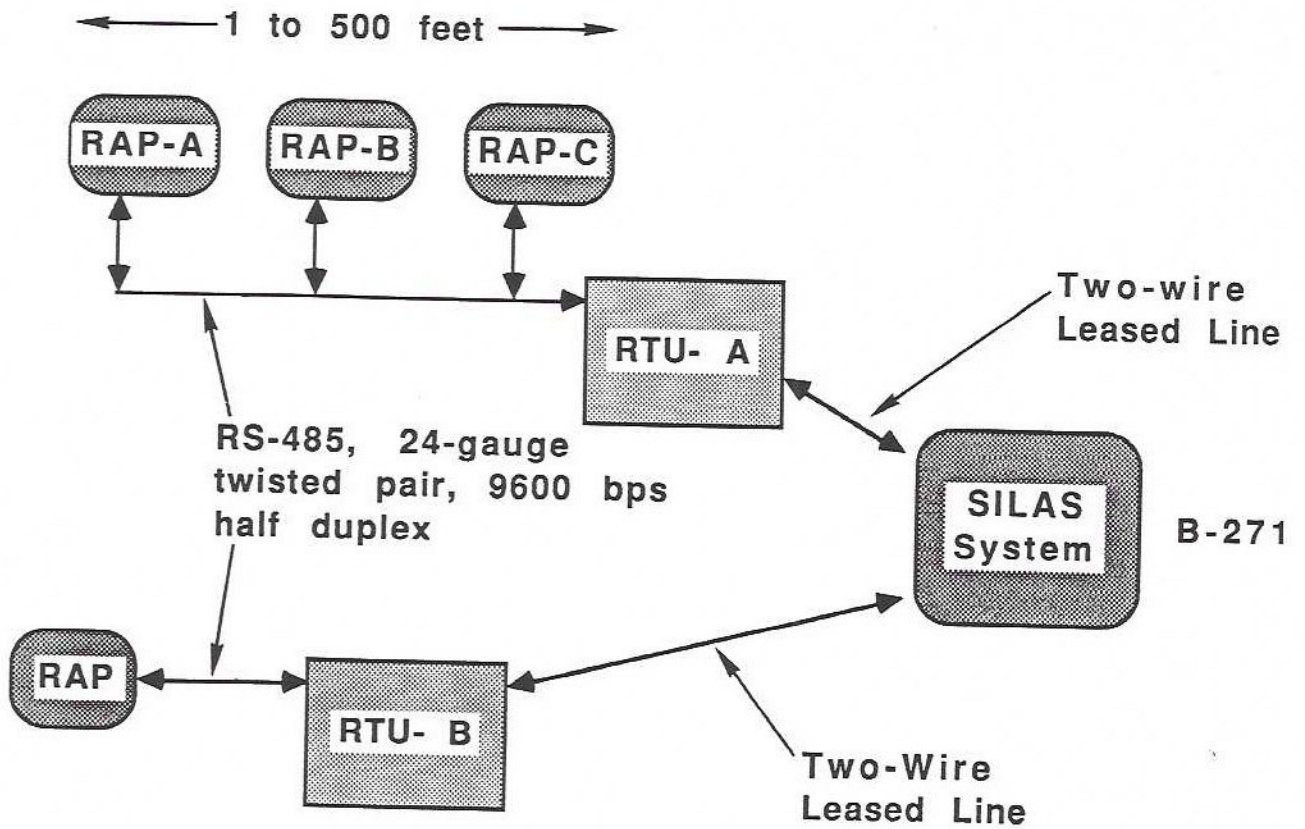 1 to 500 feet
RAP-A
RAP-B
RAP-C
RTU- A
Two-wire
Leased Line
RS-485, 24-gauge
twisted pair, 9600 bps
half duplex
SILAS
System
B-271
RAP
RTU- B
Two-Wire
Leased Line